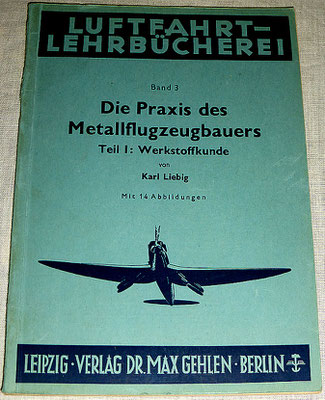 LUFTFAHRT-
LEHRBÜCHEREI
Band 3
Die Praxis des
Metallflugzeugbauers
Teil I: Werkstoffkunde
von
Karl Liebig
Mit 14 Abbildungen
LEIPZIG · VERLAG DR. MAX GEHLEN · BERLIN